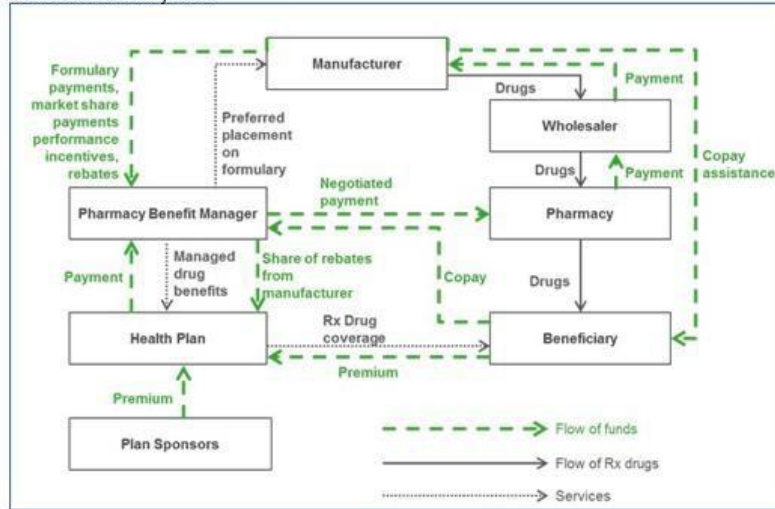 Manufacturer
Formulary
payments,
market share
payments
performance
incentives,
rebates
Preferred
placement
on
formulary
Drugs
Payment
Wholesaler
Copay
assistance
Drugs
Payment
Negotiated
payment
Pharmacy Benefit Manager
Pharmacy
Payment
Managed
drug
benefits
Share of rebates
from
manufacturer
Copay
Drugs
Health Plan
Rx Drug
coverage
Beneficiary
Premium
Premium
Plan Sponsors
Flow of funds
Flow of Rx drugs
Services